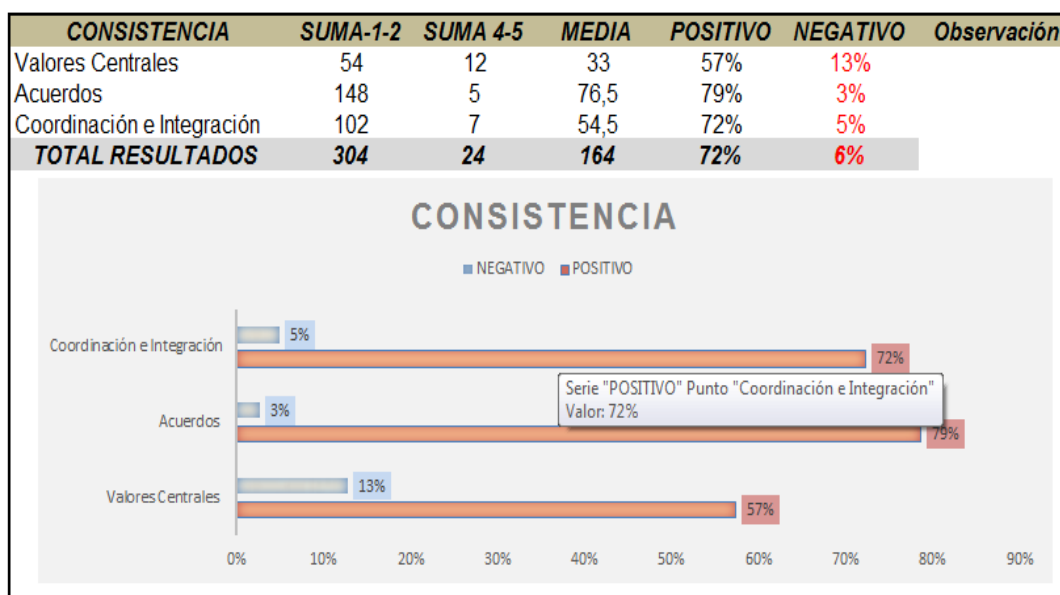 CONSISTENCIA SUMA-1-2 SUMA 4-5 MEDIA POSITIVO NEGATIVO Observación
Valores Centrales 54 12 33 57% 13%
Acuerdos 148 5 76,5 79% 3%
Coordinación e Integración 102 7 54,5 72% 5%
TOTAL RESULTADOS 304 24 164 72% 6%
CONSISTENCIA
NEGATIVO POSITIVO
Coordinación e Integración 5%
72%
Serie "POSITIVO" Punto "Coordinación e Integración"
Valor: 72%
Acuerdos 3%
79%
Valores Centrales 13%
57%
0% 10% 20% 30% 40% 50% 60% 70% 80% 90%